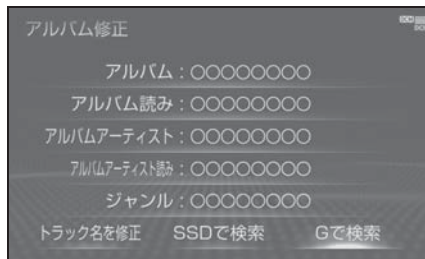 アルバム修正
アルバム：○○○○○○○○
アルバム読み：○○○○○○○○
アルバムアーティスト：○○○○○○○○
アルバムアーティスト読み：○○○○○○○○
ジャンル：○○○○○○○○
トラック名を修正 SSDで検索 Gで検索